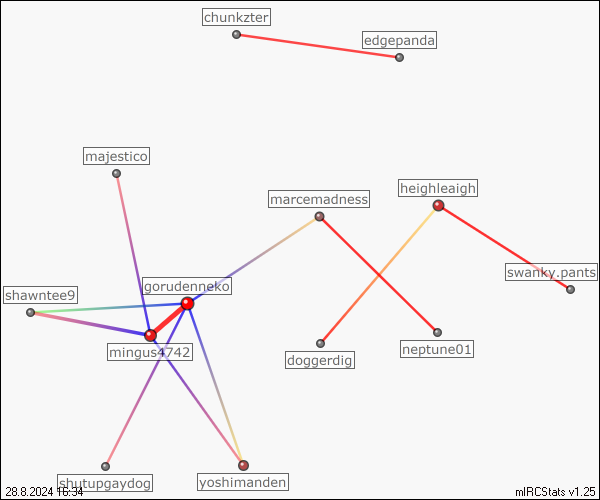 chunkzter
edgepanda
majestico
heighleaigh
marcemadness
swanky.pants
gorudenneko
shawntee9
neptune01
mingus4742
doggerdig
yoshimanden
shutupgaydog
28.8.2024 16:34
mIRCStats v1.25